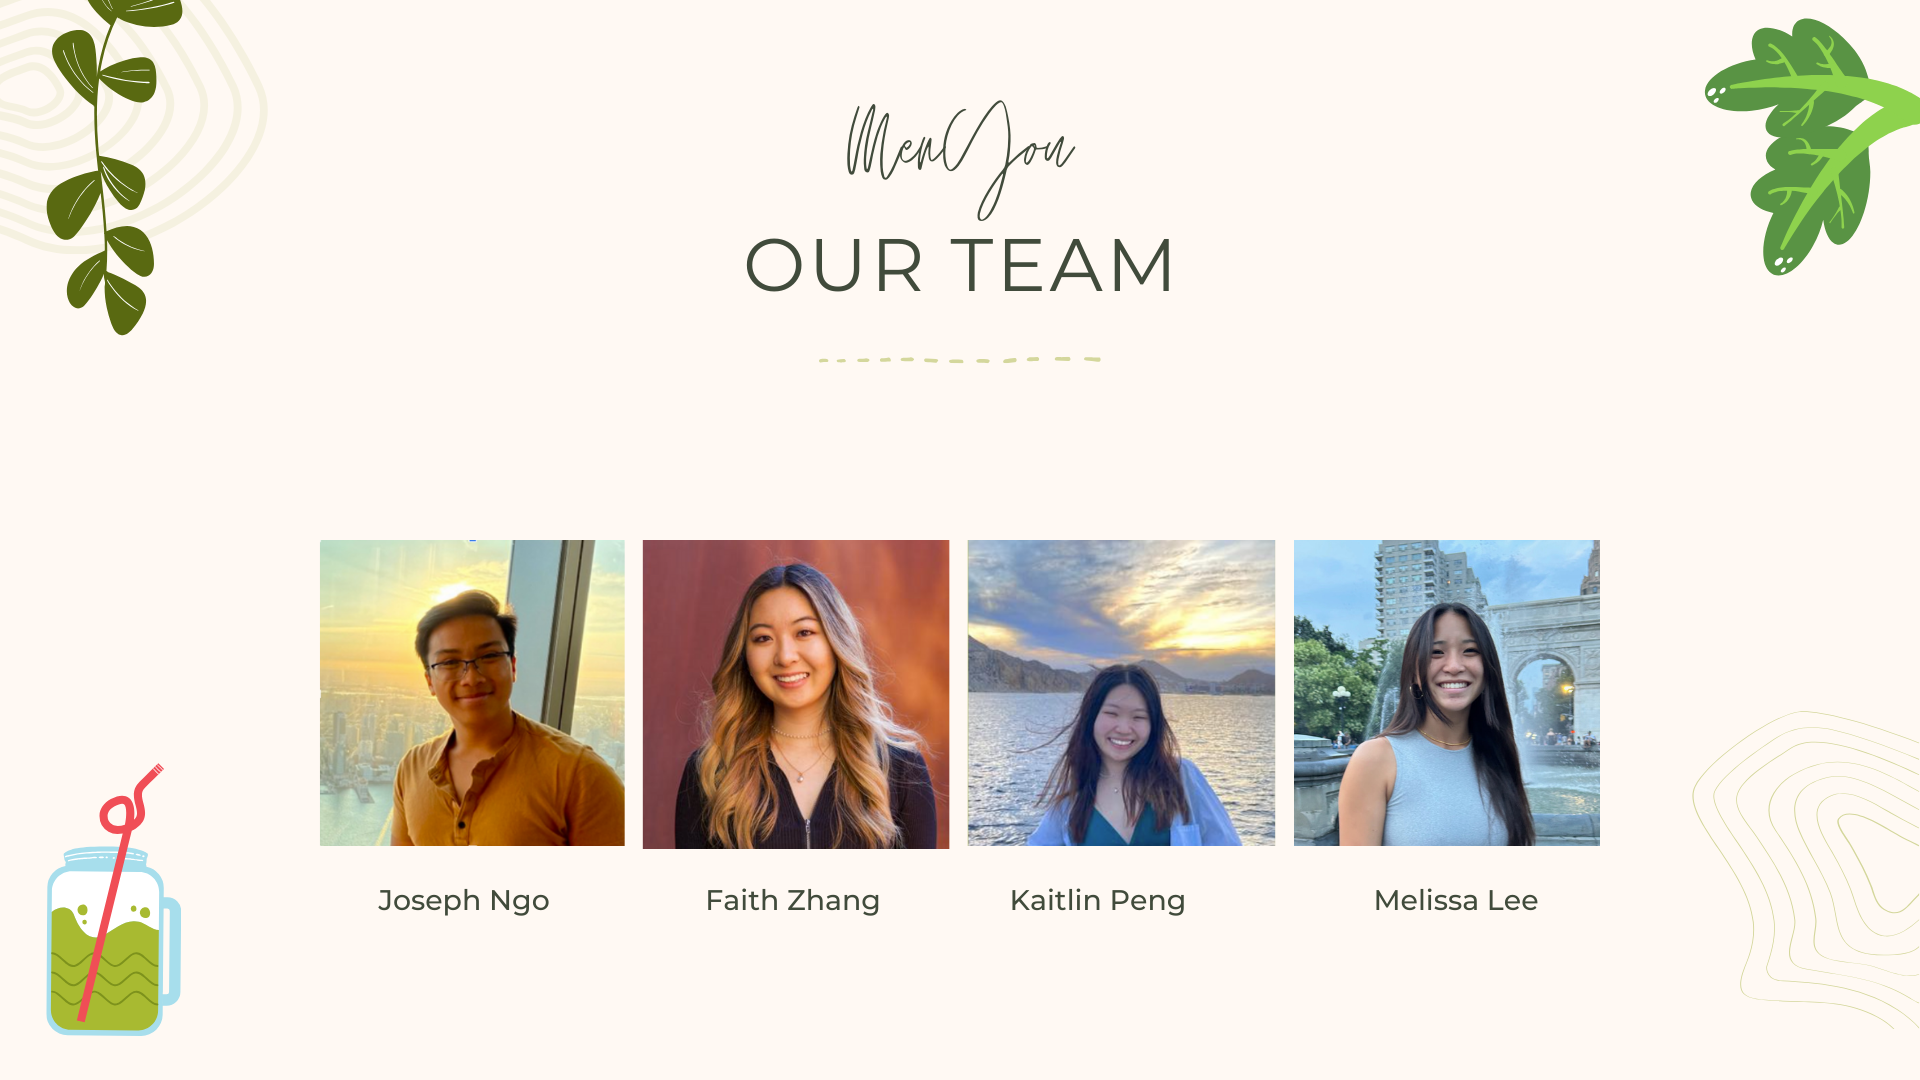 MenYou
OUR TEAM
Joseph Ngo
Faith Zhang
Kaitlin Peng
Melissa Lee